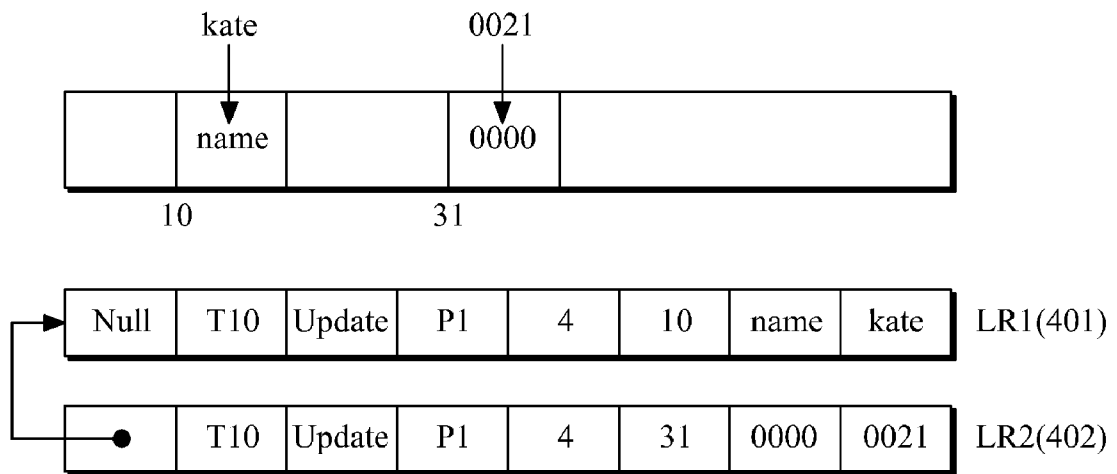 kate 0021
name 0000
10 31
Null T10 Update P1 4 10 name kate LR1(401)
T10 Update P1 4 31 0000 0021 LR2(402)